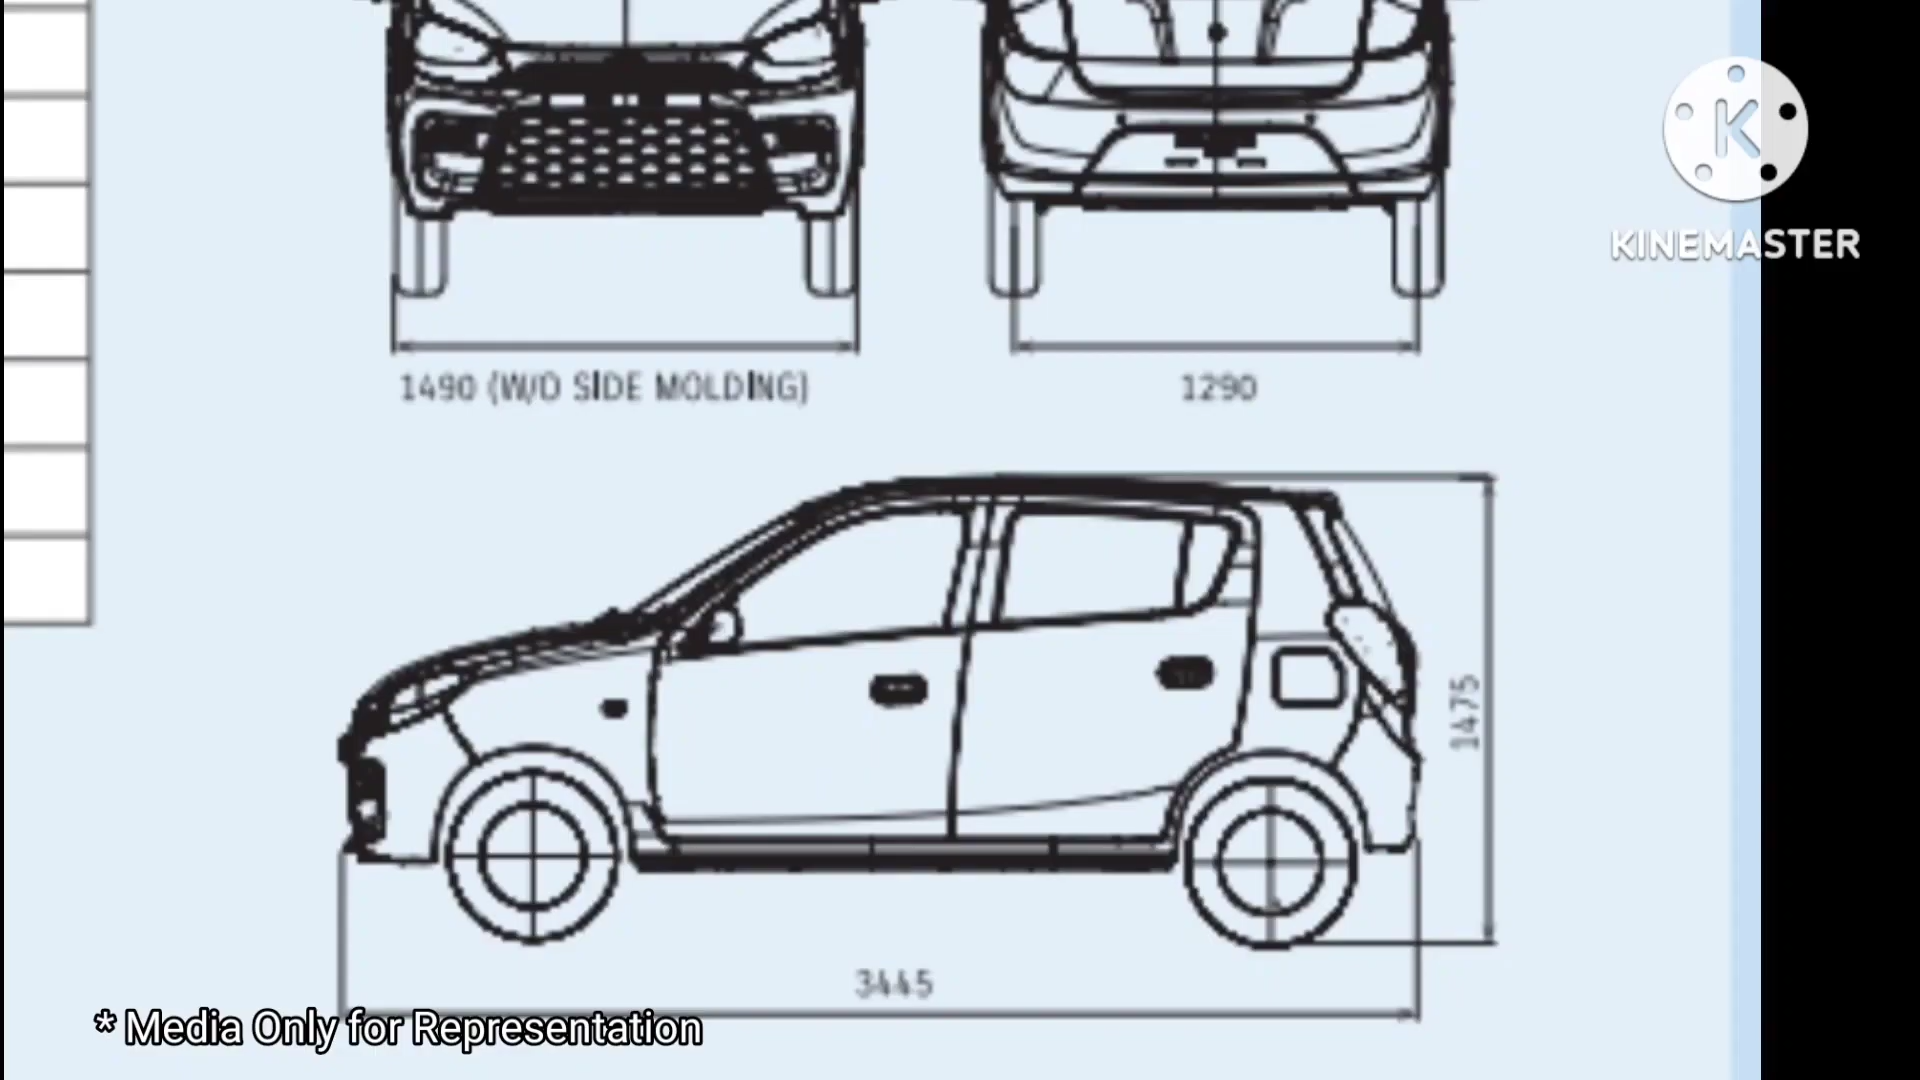 K
KINEMASTER
1490 (W/O SIDE MOLDING)
1290
1475
3445
* Media Only for Representation